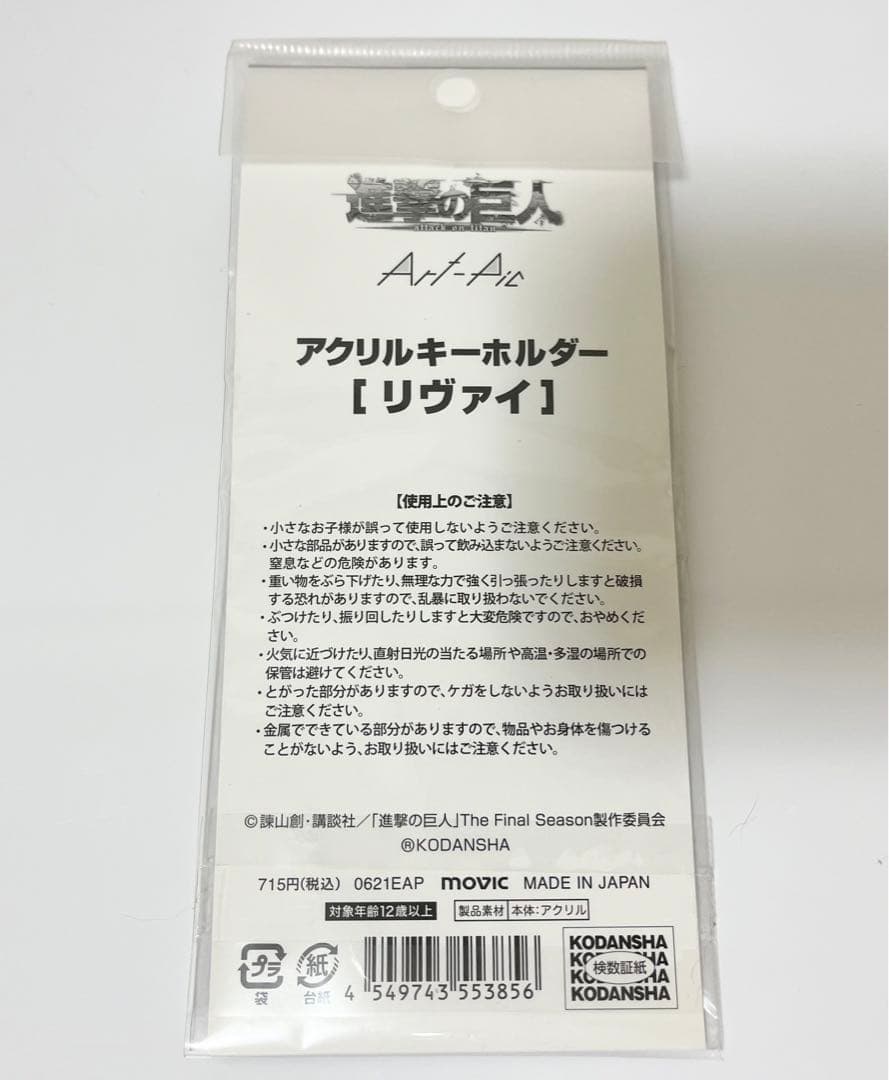 進撃の巨人
attack on titan
Art-Pic
アクリルキーホルダー
[ リヴァイ ]
【使用上のご注意】
・小さなお子様が誤って使用しないようご注意ください。
・小さな部品がありますので、誤って飲み込まないようご注意ください。
窒息などの危険があります。
・重い物をぶら下げたり、無理な力で強く引っ張ったりしますと破損
する恐れがありますので、乱暴に取り扱わないでください。
・ぶつけたり、振り回したりしますと大変危険ですので、おやめくだ
さい。
・火気に近づけたり、直射日光の当たる場所や高温・多湿の場所での
保管は避けてください。
・とがった部分がありますので、ケガをしないようお取り扱いには
ご注意ください。
・金属でできている部分がありますので、物品やお身体を傷つける
ことがないよう、お取り扱いにはご注意ください。
©諫山創・講談社／「進撃の巨人」The Final Season製作委員会
®KODANSHA
715円(税込) 0621EAP movic MADE IN JAPAN
対象年齢12歳以上 製品素材 本体:アクリル
プラ 袋
紙 台紙
4 549743 553856
KODANSHA
検数証紙
KODANSHA